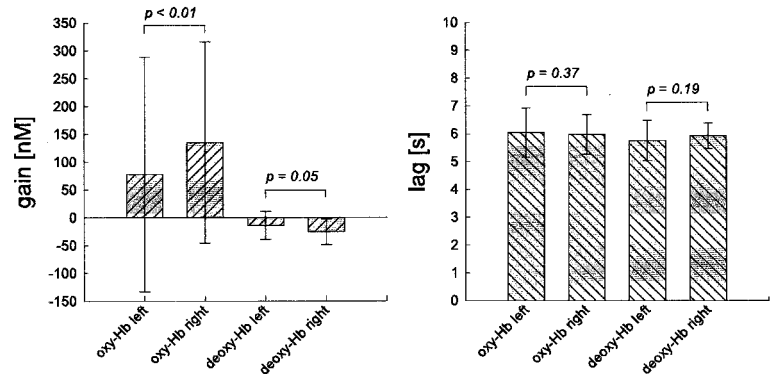 p < 0.01
350
300
250
200
150
100
50
0
-50
-100
-150
gain [nM]
p = 0.05
oxy-Hb left
oxy-Hb right
deoxy-Hb left
deoxy-Hb right
10
9
8
7
6
5
4
3
2
1
0
lag [s]
p = 0.37
p = 0.19
oxy-Hb left
oxy-Hb right
deoxy-Hb left
deoxy-Hb right